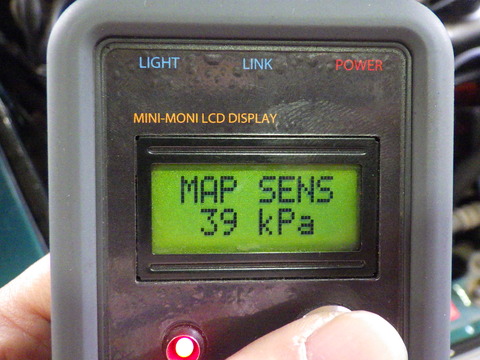 LIGHT LINK POWER
MINI-MONI LCD DISPLAY
MAP SENS
39 kPa